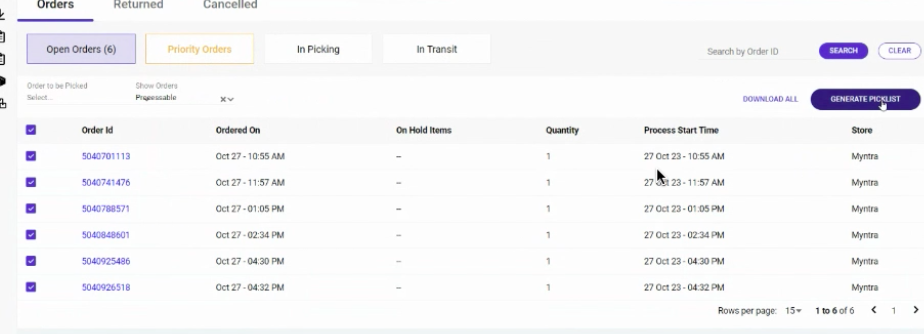 Orders Returned Cancelled
Open Orders (6) Priority Orders In Picking In Transit Search by Order ID SEARCH CLEAR
Order to be Picked Show Orders
Select... Processable DOWNLOAD ALL GENERATE PICKLIST
Order Id Ordered On On Hold Items Quantity Process Start Time Store
5040701113 Oct 27 - 10:55 AM – 1 27 Oct 23 - 10:55 AM Myntra
5040741476 Oct 27 - 11:57 AM – 1 27 Oct 23 - 11:57 AM Myntra
5040788571 Oct 27 - 01:05 PM – 1 27 Oct 23 - 01:05 PM Myntra
5040848601 Oct 27 - 02:34 PM – 1 27 Oct 23 - 02:34 PM Myntra
5040925486 Oct 27 - 04:30 PM – 1 27 Oct 23 - 04:30 PM Myntra
5040926518 Oct 27 - 04:32 PM – 1 27 Oct 23 - 04:32 PM Myntra
Rows per page: 15 1 to 6 of 6 1